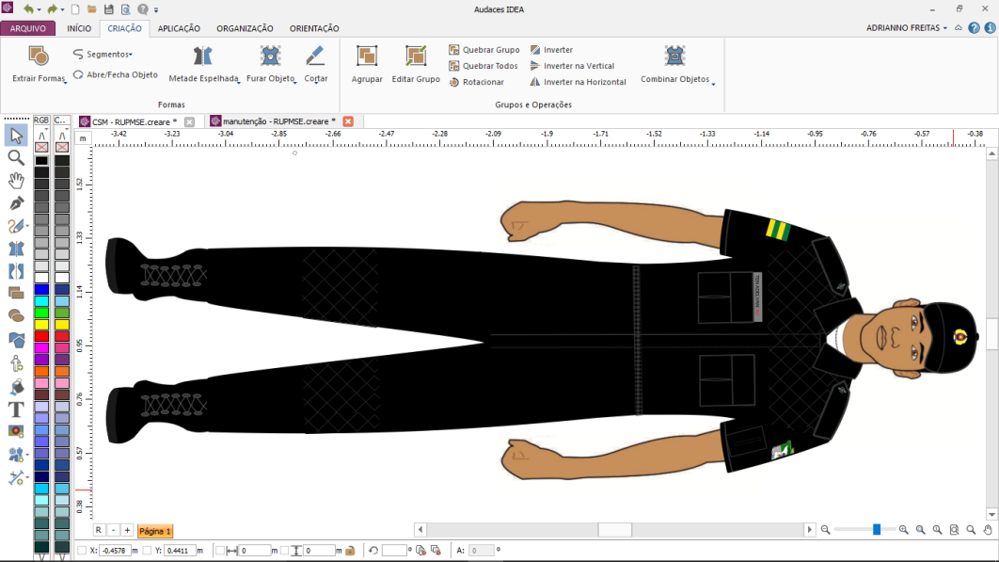 Audaces IDEA
ARQUIVO INÍCIO CRIAÇÃO APLICAÇÃO ORGANIZAÇÃO ORIENTAÇÃO ADRIANNO FREITAS
Extrair Formas
Segmentos
Abre/Fecha Objeto
Metade Espelhada
Furar Objeto
Cortar
Formas
Agrupar
Editar Grupo
Quebrar Grupo
Quebrar Todos
Rotacionar
Inverter
Inverter na Vertical
Inverter na Horizontal
Combinar Objetos
Grupos e Operações
RGB C..
CSM - RUPMSE.creare *
manutenção - RUPMSE.creare *
m
-3.42 -3.23 -3.04 -2.85 -2.66 -2.47 -2.28 -2.09 -1.9 -1.71 -1.52 -1.33 -1.14 -0.95 -0.76 -0.57 -0.38
1.52
1.33
1.14
0.95
0.76
0.57
0.38
R - + Página 1
X: -0.4578 m Y: 0.4411 m 0 m 0 m ° A: 0 °